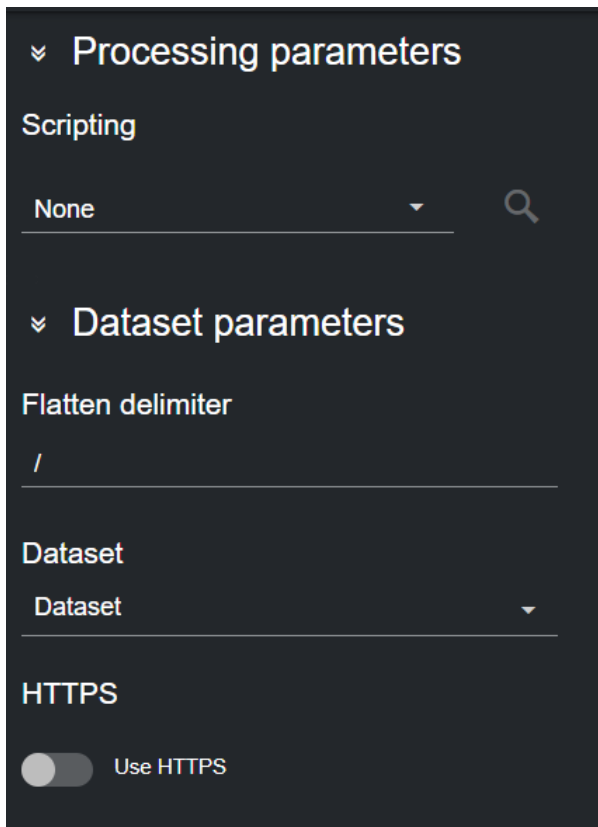 Processing parameters
Scripting
None
Dataset parameters
Flatten delimiter
/
Dataset
Dataset
HTTPS
Use HTTPS